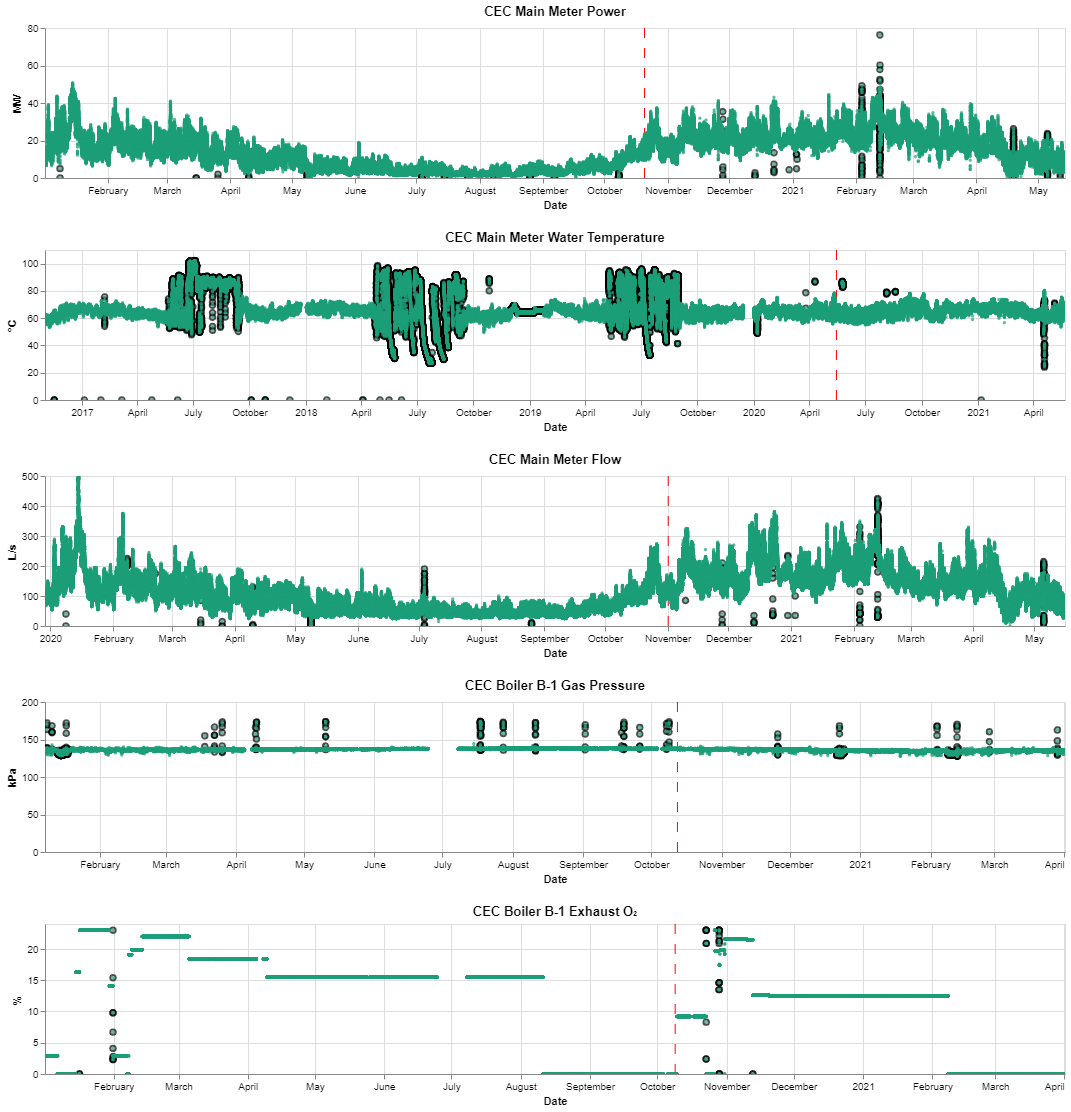 CEC Main Meter Power
80
60
40
20
0
MW
February March April May June July August September October November December 2021 February March April May
Date
CEC Main Meter Water Temperature
100
80
60
40
20
0
°C
2017 April July October 2018 April July October 2019 April July October 2020 April July October 2021 April
Date
CEC Main Meter Flow
500
400
300
200
100
0
L/s
2020 February March April May June July August September October November December 2021 February March April May
Date
CEC Boiler B-1 Gas Pressure
200
150
100
50
0
kPa
February March April May June July August September October November December 2021 February March April
Date
CEC Boiler B-1 Exhaust O₂
20
15
10
5
0
%
February March April May June July August September October November December 2021 February March April
Date